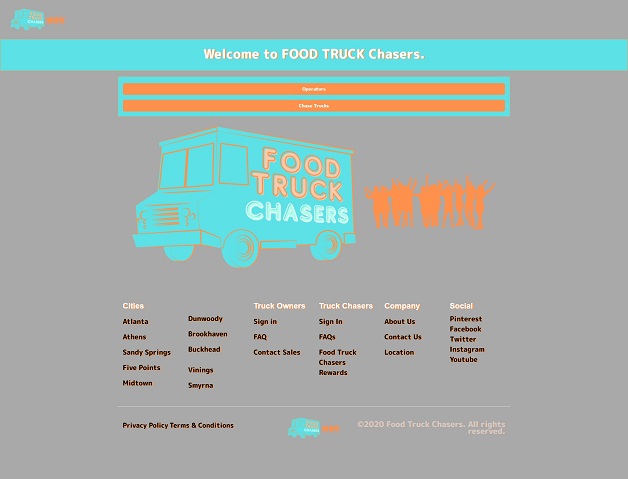 Welcome to FOOD TRUCK Chasers.
Operators
Chase Trucks
FOOD
TRUCK
CHASERS
Cities
Atlanta
Athens
Sandy Springs
Five Points
Midtown
Dunwoody
Brookhaven
Buckhead
Vinings
Smyrna
Truck Owners
Sign in
FAQ
Contact Sales
Truck Chasers
Sign In
FAQs
Food Truck
Chasers
Rewards
Company
About Us
Contact Us
Location
Social
Pinterest
Facebook
Twitter
Instagram
Youtube
Privacy Policy Terms & Conditions
©2020 Food Truck Chasers. All rights
reserved.